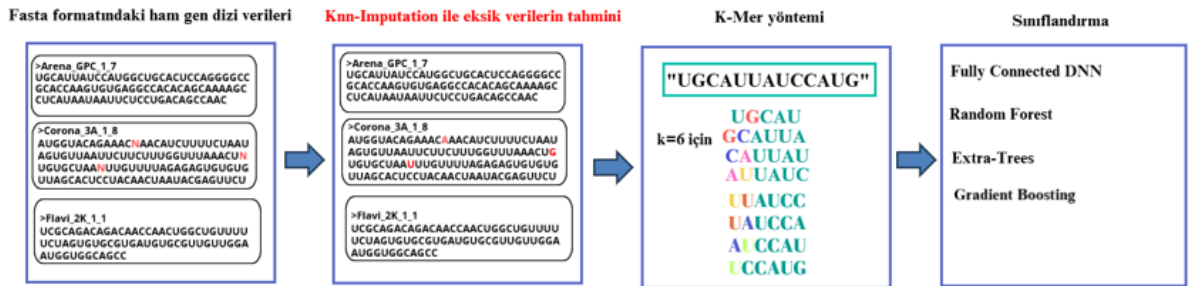 Fasta formatındaki ham gen dizi verileri
>Arena_GPC_1_7
UGCAUUAUCCAUGGCUGCACUCCAGGGGCC
GCACCAAGUGUGAGGCCACACAGCAAAAGC
CUCAUAAUAAUUCUCCUGACAGCCAAC
>Corona_3A_1_8
AUGGUACAGAAACNAACAUCUUUUCUAAU
AGUGUUAAUUCUUCUUUGGUUUAAACUN
UGUGCUAANUUGUUUUAGAGAGUGUGUG
UUAGCACUCCUACAACUAAUACGAGUUCU
>Flavi_2K_1_1
UCGCAGACAGACAACCAACUGGCUGUUUU
UCUAGUGUGCGUGAUGUGCGUUGUUGGA
AUGGUGGCAGCC
Knn-Imputation ile eksik verilerin tahmini
>Arena_GPC_1_7
UGCAUUAUCCAUGGCUGCACUCCAGGGGCC
GCACCAAGUGUGAGGCCACACAGCAAAAGC
CUCAUAAUAAUUCUCCUGACAGCCAAC
>Corona_3A_1_8
AUGGUACAGAAACAAACAUCUUUUCUAAU
AGUGUUAAUUCUUCUUUGGUUUAAACUG
UGUGCUAAUUUGUUUUAGAGAGUGUGUG
UUAGCACUCCUACAACUAAUACGAGUUCU
>Flavi_2K_1_1
UCGCAGACAGACAACCAACUGGCUGUUUU
UCUAGUGUGCGUGAUGUGCGUUGUUGGA
AUGGUGGCAGCC
K-Mer yöntemi
"UGCAUUAUCCAUG"
k=6 için
UGCAU
GCAUUA
CAUUAU
AUUAUC
UUAUCC
UAUCCA
AUCCAU
UCCAUG
Sınıflandırma
Fully Connected DNN
Random Forest
Extra-Trees
Gradient Boosting